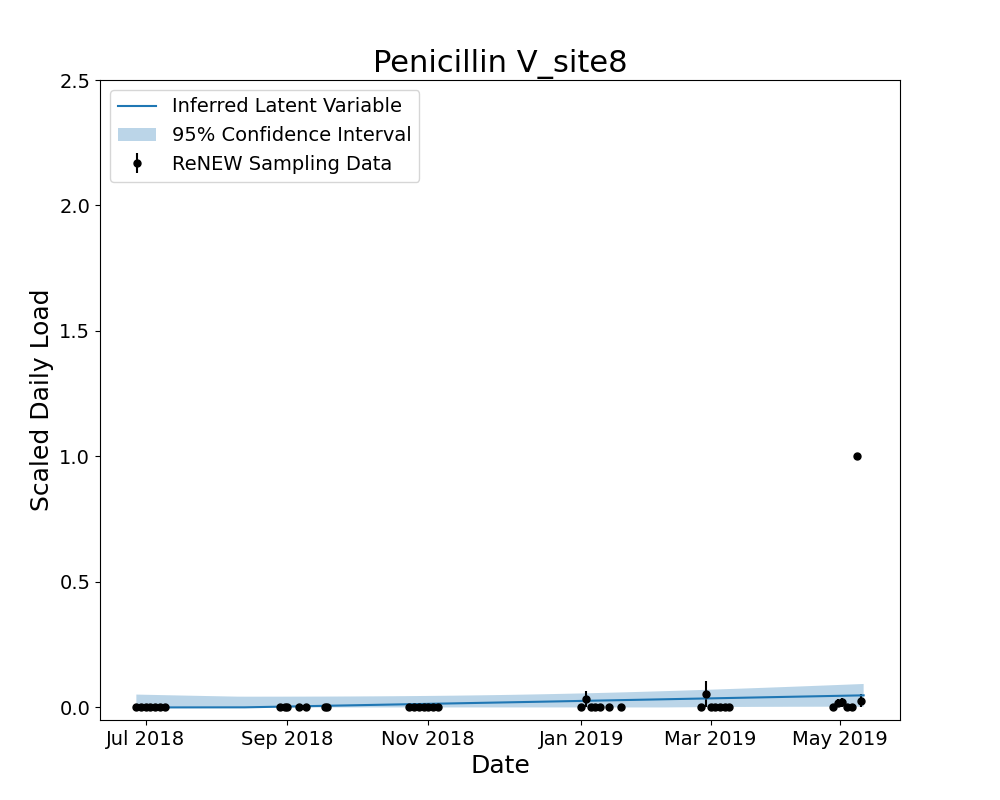 Penicillin V_site8
Inferred Latent Variable
95% Confidence Interval
ReNEW Sampling Data
Scaled Daily Load
2.5
2.0
1.5
1.0
0.5
0.0
Jul 2018
Sep 2018
Nov 2018
Jan 2019
Mar 2019
May 2019
Date